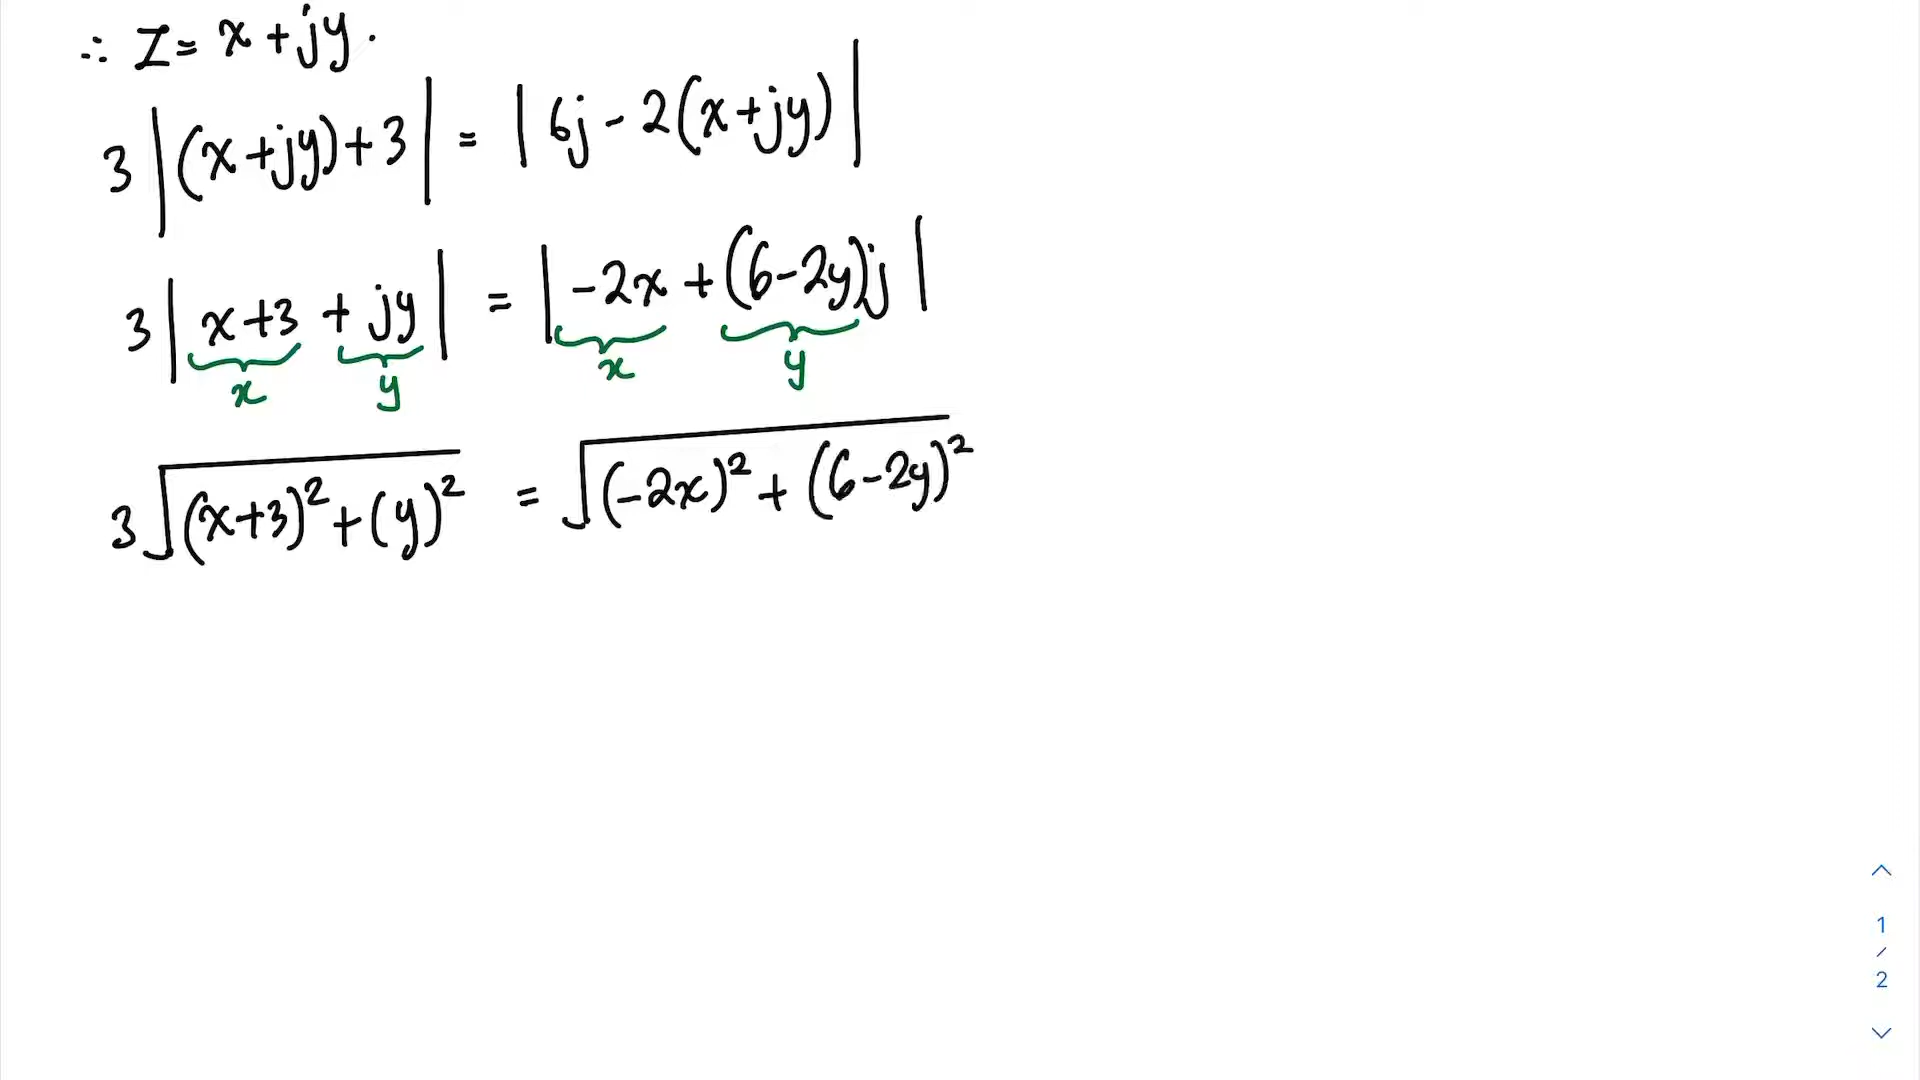 ∴ Z = x + jy.
3 |(x+jy)+3| = | 6j - 2(x+jy) |
3 | x+3 + jy | = | -2x + (6-2y)j |
x y x y
3√((x+3)² + (y)²) = √((-2x)² + (6-2y)²)
1
/
2